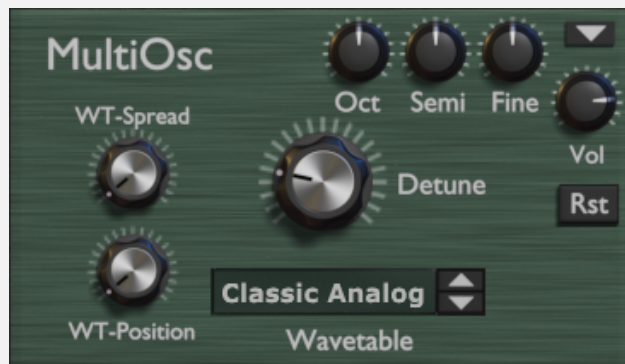 MultiOsc
Oct Semi Fine
WT-Spread
Vol
Detune
Rst
Classic Analog
WT-Position
Wavetable